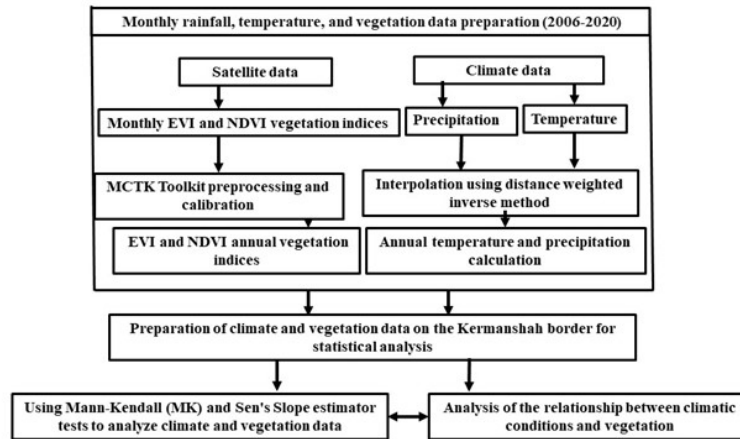 Monthly rainfall, temperature, and vegetation data preparation (2006-2020)
Satellite data
Climate data
Monthly EVI and NDVI vegetation indices
Precipitation
Temperature
MCTK Toolkit preprocessing and
calibration
Interpolation using distance weighted
inverse method
EVI and NDVI annual vegetation
indices
Annual temperature and precipitation
calculation
Preparation of climate and vegetation data on the Kermanshah border for
statistical analysis
Using Mann-Kendall (MK) and Sen's Slope estimator
tests to analyze climate and vegetation data
Analysis of the relationship between climatic
conditions and vegetation